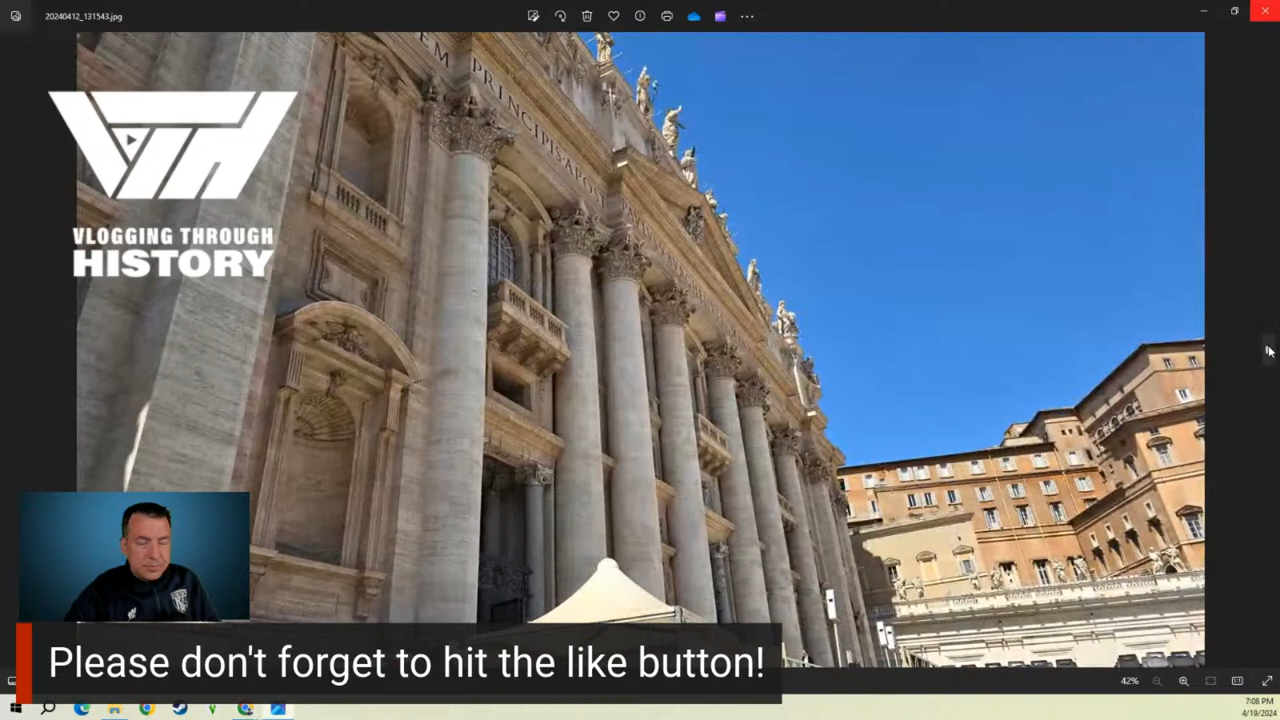 20240412_131543.jpg
EM PRINCIPIS APOS
VTH
VLOGGING THROUGH
HISTORY
Please don't forget to hit the like button!
42%
7:08 PM
4/19/2024